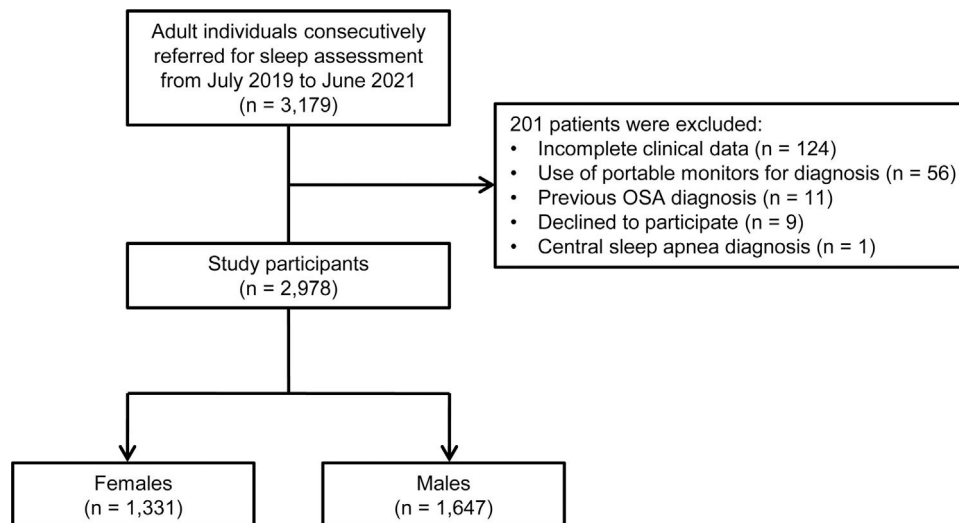 Adult individuals consecutively
referred for sleep assessment
from July 2019 to June 2021
(n = 3,179)
201 patients were excluded:
• Incomplete clinical data (n = 124)
• Use of portable monitors for diagnosis (n = 56)
• Previous OSA diagnosis (n = 11)
• Declined to participate (n = 9)
• Central sleep apnea diagnosis (n = 1)
Study participants
(n = 2,978)
Females
(n = 1,331)
Males
(n = 1,647)